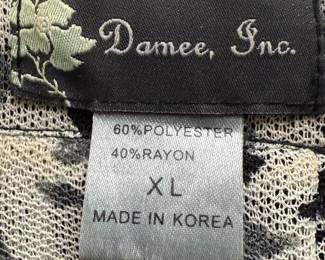 Damee, Inc.
60%POLYESTER
40%RAYON
XL
MADE IN KOREA